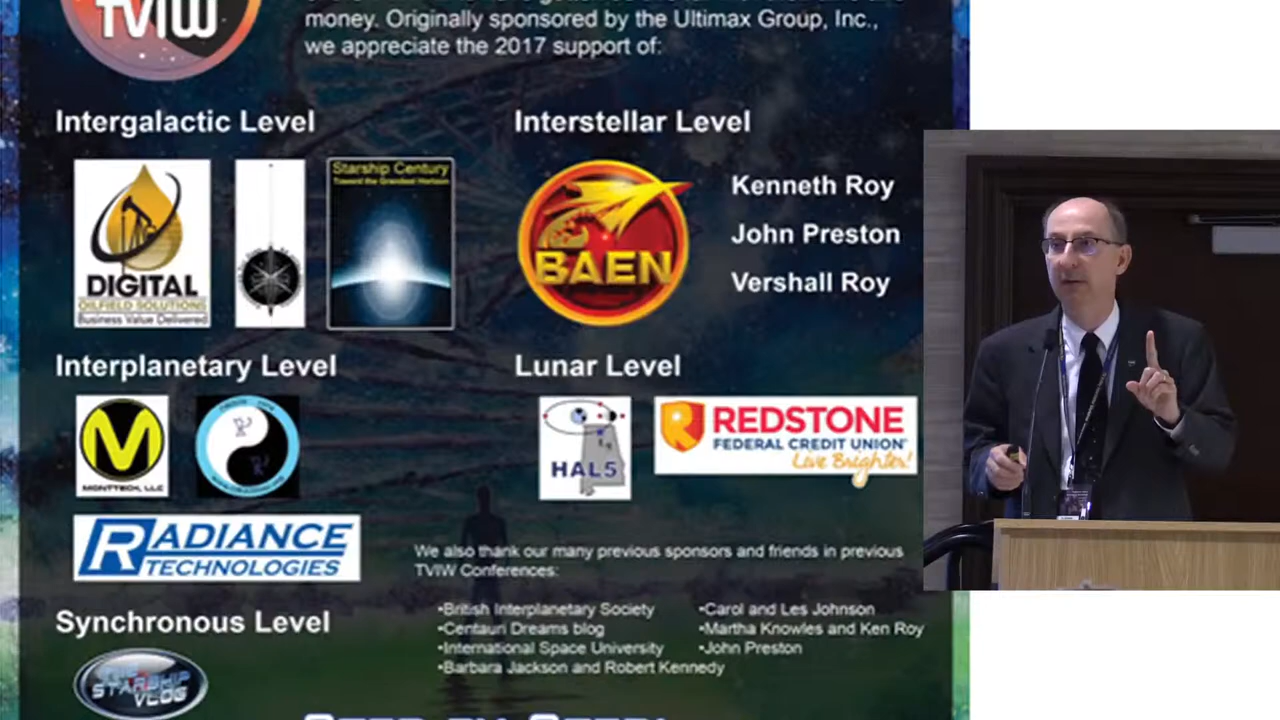 TVIW
money. Originally sponsored by the Ultimax Group, Inc.,
we appreciate the 2017 support of:
Intergalactic Level
Interstellar Level
DIGITAL
OILFIELD SOLUTIONS
Business Value Delivered
Starship Century
Toward the Grandest Horizon
BAEN
Kenneth Roy
John Preston
Vershall Roy
Interplanetary Level
Lunar Level
M
MONTTECH, LLC
HAL5
REDSTONE
FEDERAL CREDIT UNION
Live Brighter!
RADIANCE
TECHNOLOGIES
We also thank our many previous sponsors and friends in previous
TVIW Conferences:
Synchronous Level
•British Interplanetary Society
•Centauri Dreams blog
•International Space University
•Barbara Jackson and Robert Kennedy
•Carol and Les Johnson
•Martha Knowles and Ken Roy
•John Preston
STARSHIP
VLOG